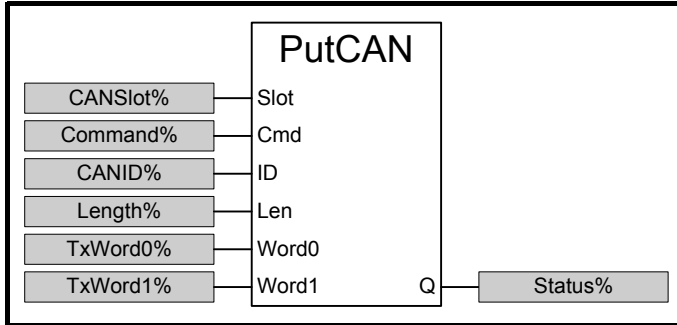 PutCAN
CANSlot% Slot
Command% Cmd
CANID% ID
Length% Len
TxWord0% Word0
TxWord1% Word1 Q Status%